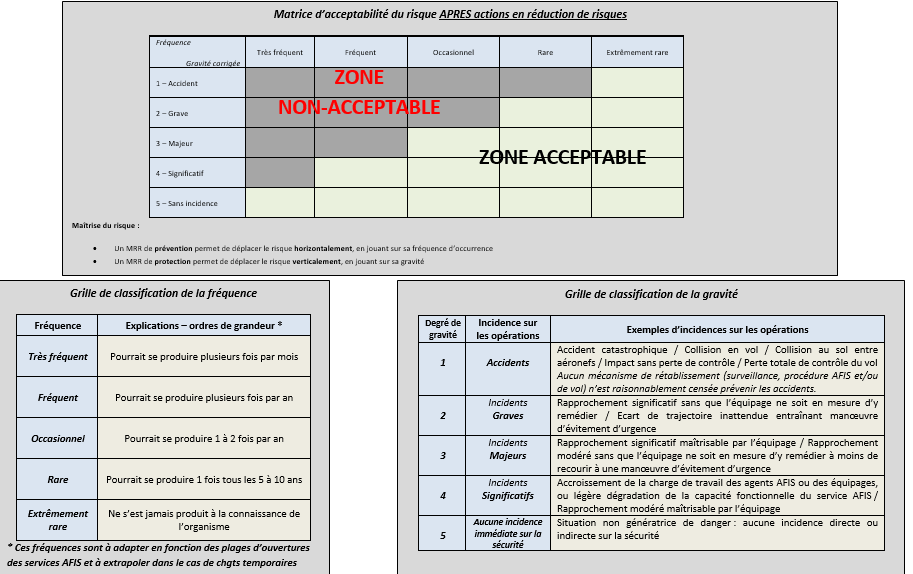 Matrice d'acceptabilité du risque APRES actions en réduction de risques
Fréquence
Gravité corrigée
Très fréquent
Fréquent
Occasionnel
Rare
Extrêmement rare
1 – Accident
ZONE
2 – Grave
NON-ACCEPTABLE
3 – Majeur
ZONE ACCEPTABLE
4 – Significatif
5 – Sans incidence
Maîtrise du risque :
• Un MRR de prévention permet de déplacer le risque horizontalement, en jouant sur sa fréquence d'occurrence
• Un MRR de protection permet de déplacer le risque verticalement, en jouant sur sa gravité
Grille de classification de la fréquence
Fréquence
Explications – ordres de grandeur *
Très fréquent
Pourrait se produire plusieurs fois par mois
Fréquent
Pourrait se produire plusieurs fois par an
Occasionnel
Pourrait se produire 1 à 2 fois par an
Rare
Pourrait se produire 1 fois tous les 5 à 10 ans
Extrêmement
rare
Ne s'est jamais produit à la connaissance de
l'organisme
* Ces fréquences sont à adapter en fonction des plages d'ouvertures
des services AFIS et à extrapoler dans le cas de chgts temporaires
Grille de classification de la gravité
Degré de
gravité
Incidence sur
les opérations
Exemples d'incidences sur les opérations
1
Accidents
Accident catastrophique / Collision en vol / Collision au sol entre
aéronefs / Impact sans perte de contrôle / Perte totale de contrôle du vol
Aucun mécanisme de rétablissement (surveillance, procédure AFIS et/ou
de vol) n'est raisonnablement censée prévenir les accidents.
2
Incidents
Graves
Rapprochement significatif sans que l'équipage ne soit en mesure d'y
remédier / Ecart de trajectoire inattendue entraînant manœuvre
d'évitement d'urgence
3
Incidents
Majeurs
Rapprochement significatif maîtrisable par l'équipage / Rapprochement
modéré sans que l'équipage ne soit en mesure d'y remédier à moins de
recourir à une manœuvre d'évitement d'urgence
4
Incidents
Significatifs
Accroissement de la charge de travail des agents AFIS ou des équipages,
ou légère dégradation de la capacité fonctionnelle du service AFIS /
Rapprochement modéré maîtrisable par l'équipage
5
Aucune incidence
immédiate sur la
sécurité
Situation non génératrice de danger : aucune incidence directe ou
indirecte sur la sécurité